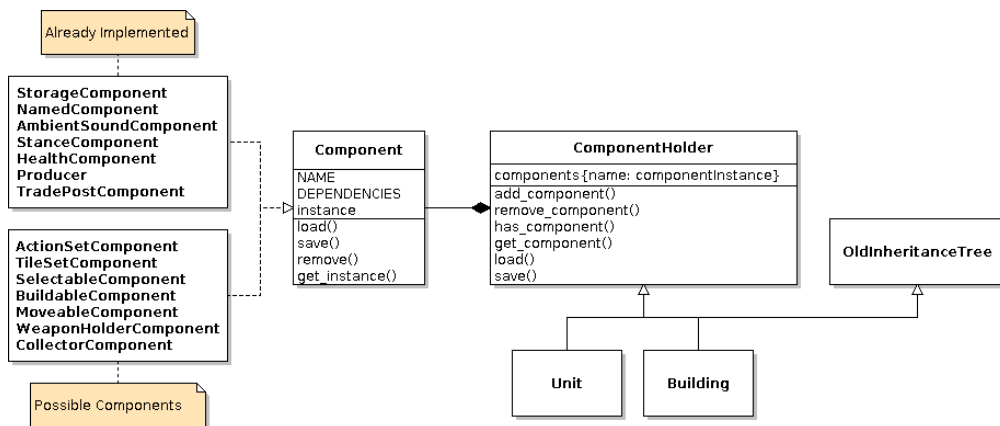 Already Implemented
StorageComponent
NamedComponent
AmbientSoundComponent
StanceComponent
HealthComponent
Producer
TradePostComponent
ActionSetComponent
TileSetComponent
SelectableComponent
BuildableComponent
MoveableComponent
WeaponHolderComponent
CollectorComponent
Possible Components
Component
NAME
DEPENDENCIES
instance
load()
save()
remove()
get_instance()
ComponentHolder
components{name: componentInstance}
add_component()
remove_component()
has_component()
get_component()
load()
save()
OldInheritanceTree
Unit
Building